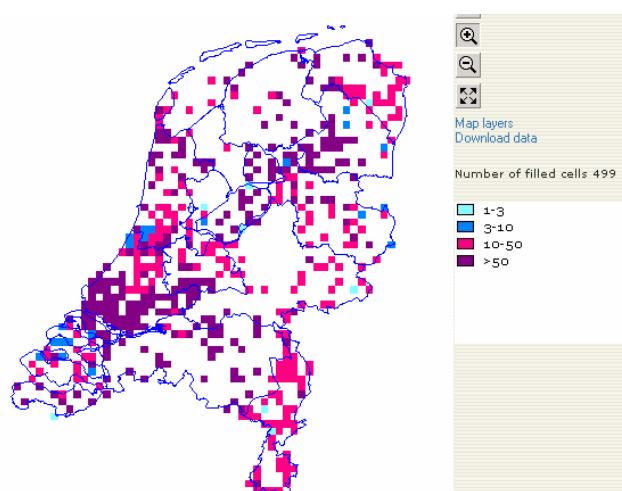 Map layers
Download data
Number of filled cells 499
1-3
3-10
10-50
>50